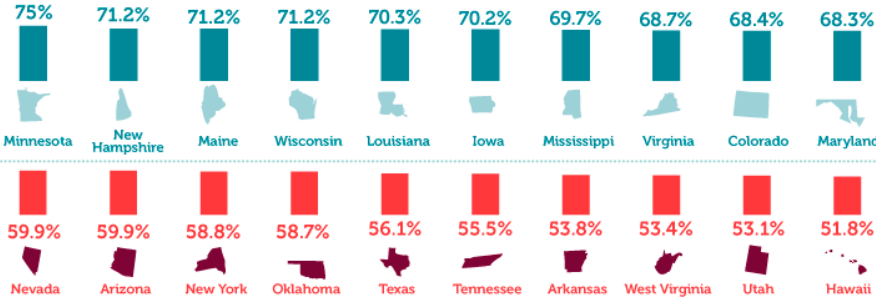 75% 71.2% 71.2% 71.2% 70.3% 70.2% 69.7% 68.7% 68.4% 68.3%
Minnesota New Hampshire Maine Wisconsin Louisiana Iowa Mississippi Virginia Colorado Maryland
59.9% 59.9% 58.8% 58.7% 56.1% 55.5% 53.8% 53.4% 53.1% 51.8%
Nevada Arizona New York Oklahoma Texas Tennessee Arkansas West Virginia Utah Hawaii